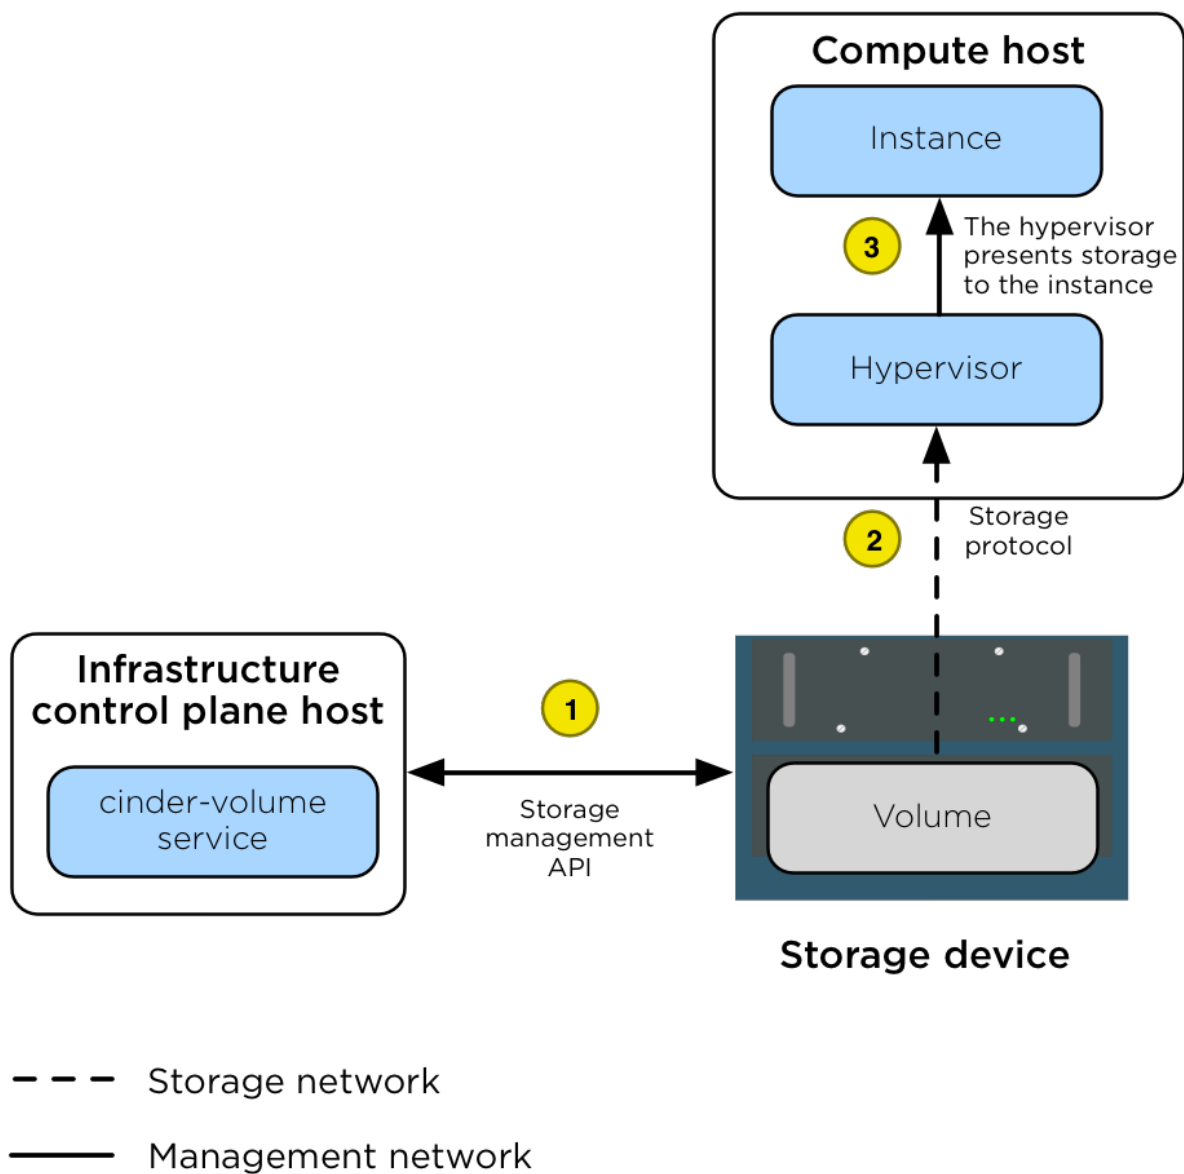 Compute host
Instance
3
The hypervisor
presents storage
to the instance
Hypervisor
2
Storage
protocol
Infrastructure
control plane host
cinder-volume
service
1
Storage
management
API
Volume
Storage device
Storage network
Management network